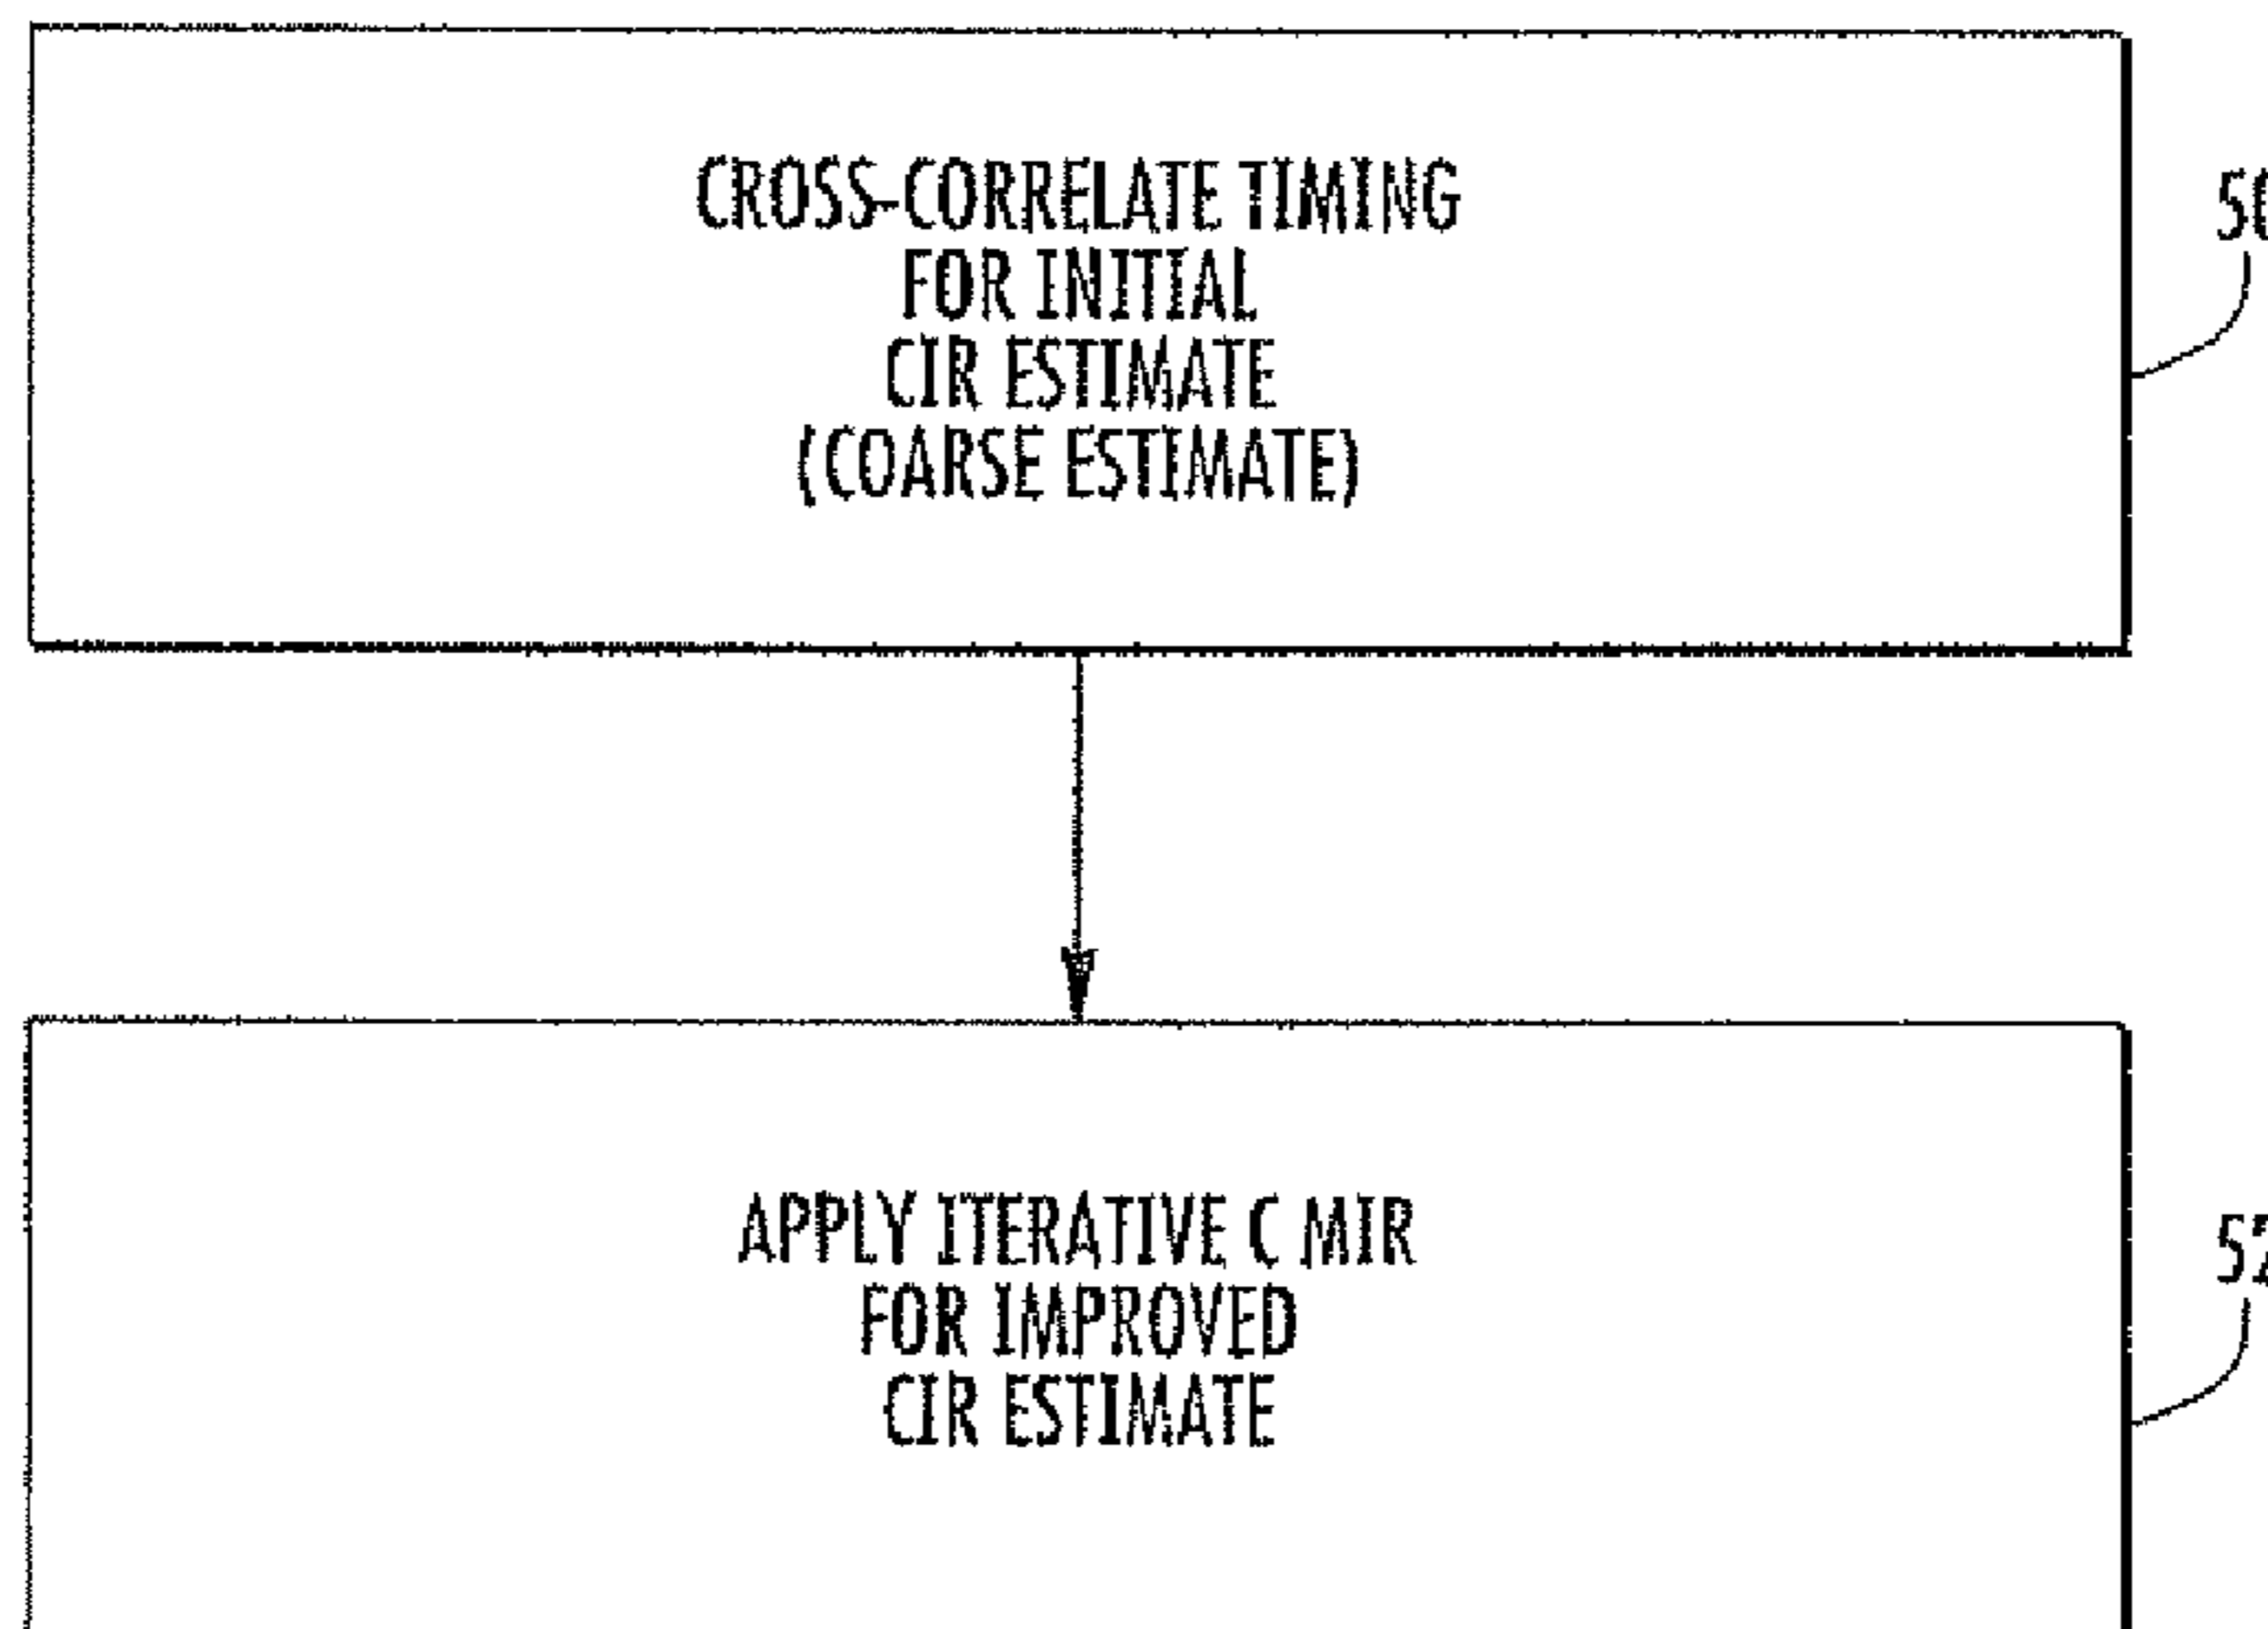 CROSS-CORRELATE TIMING
FOR INITIAL
CIR ESTIMATE
(COARSE ESTIMATE)
APPLY ITERATIVE C MIR
FOR IMPROVED
CIR ESTIMATE